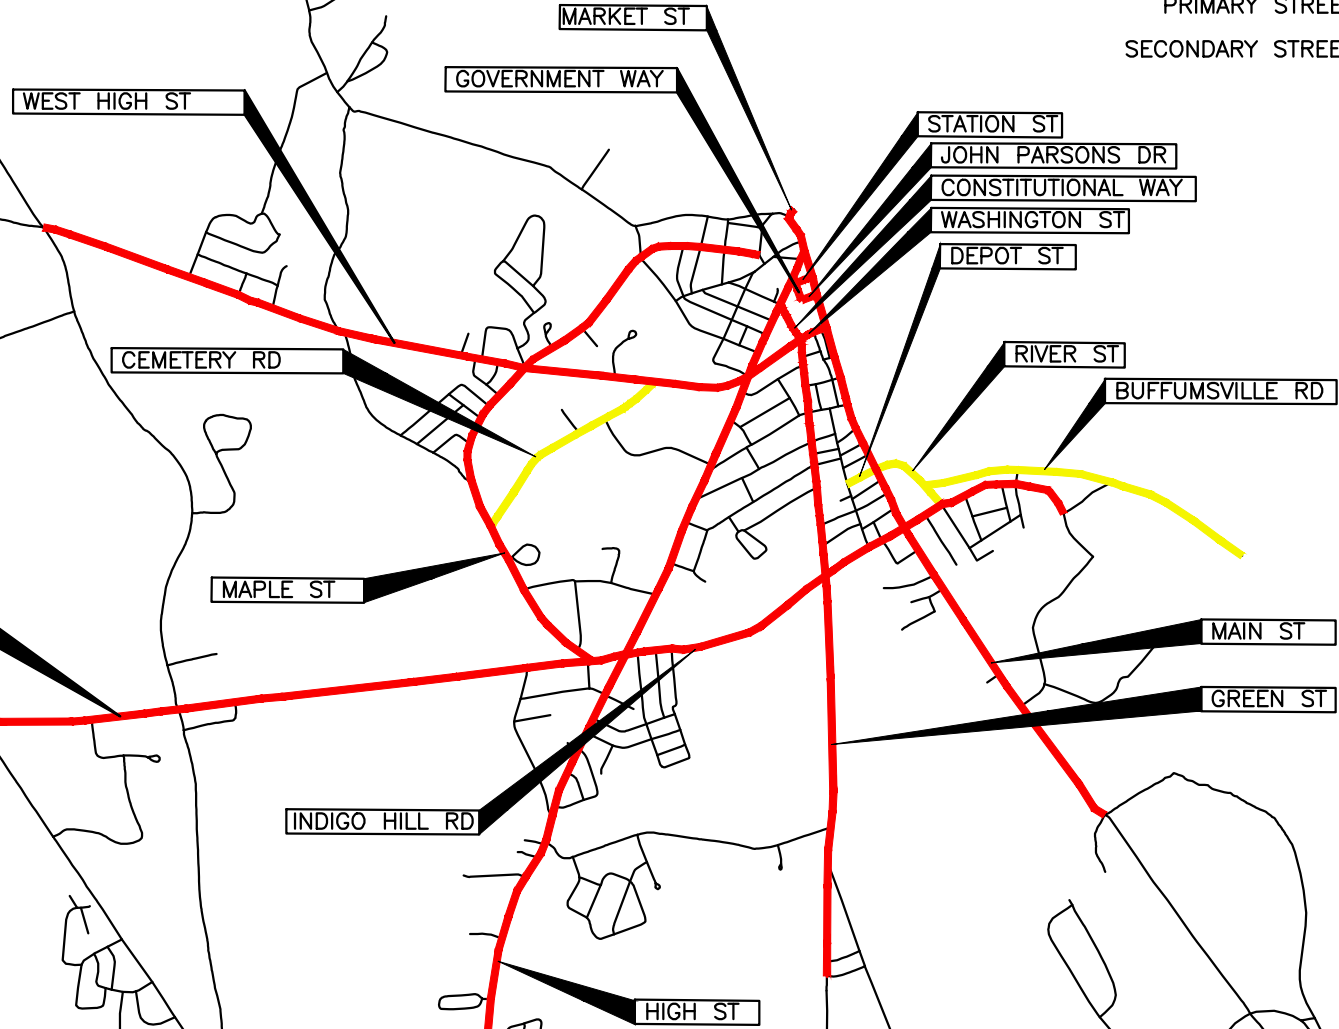 PRIMARY STREE
MARKET ST
SECONDARY STREE
GOVERNMENT WAY
WEST HIGH ST
STATION ST
JOHN PARSONS DR
CONSTITUTIONAL WAY
WASHINGTON ST
DEPOT ST
RIVER ST
CEMETERY RD
BUFFUMSVILLE RD
MAPLE ST
MAIN ST
GREEN ST
INDIGO HILL RD
HIGH ST